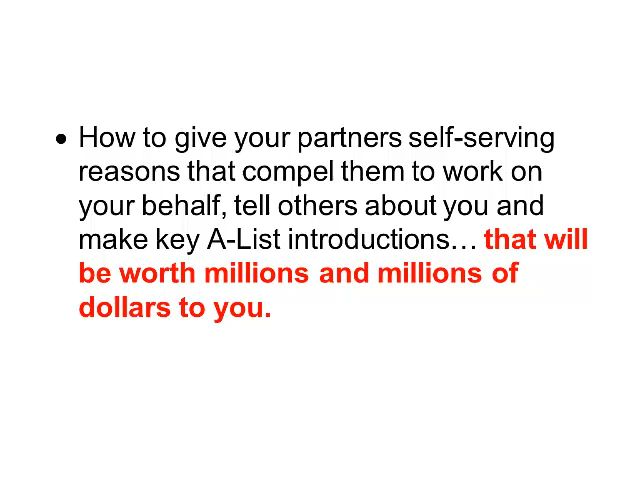 • How to give your partners self-serving
reasons that compel them to work on
your behalf, tell others about you and
make key A-List introductions… that will
be worth millions and millions of
dollars to you.